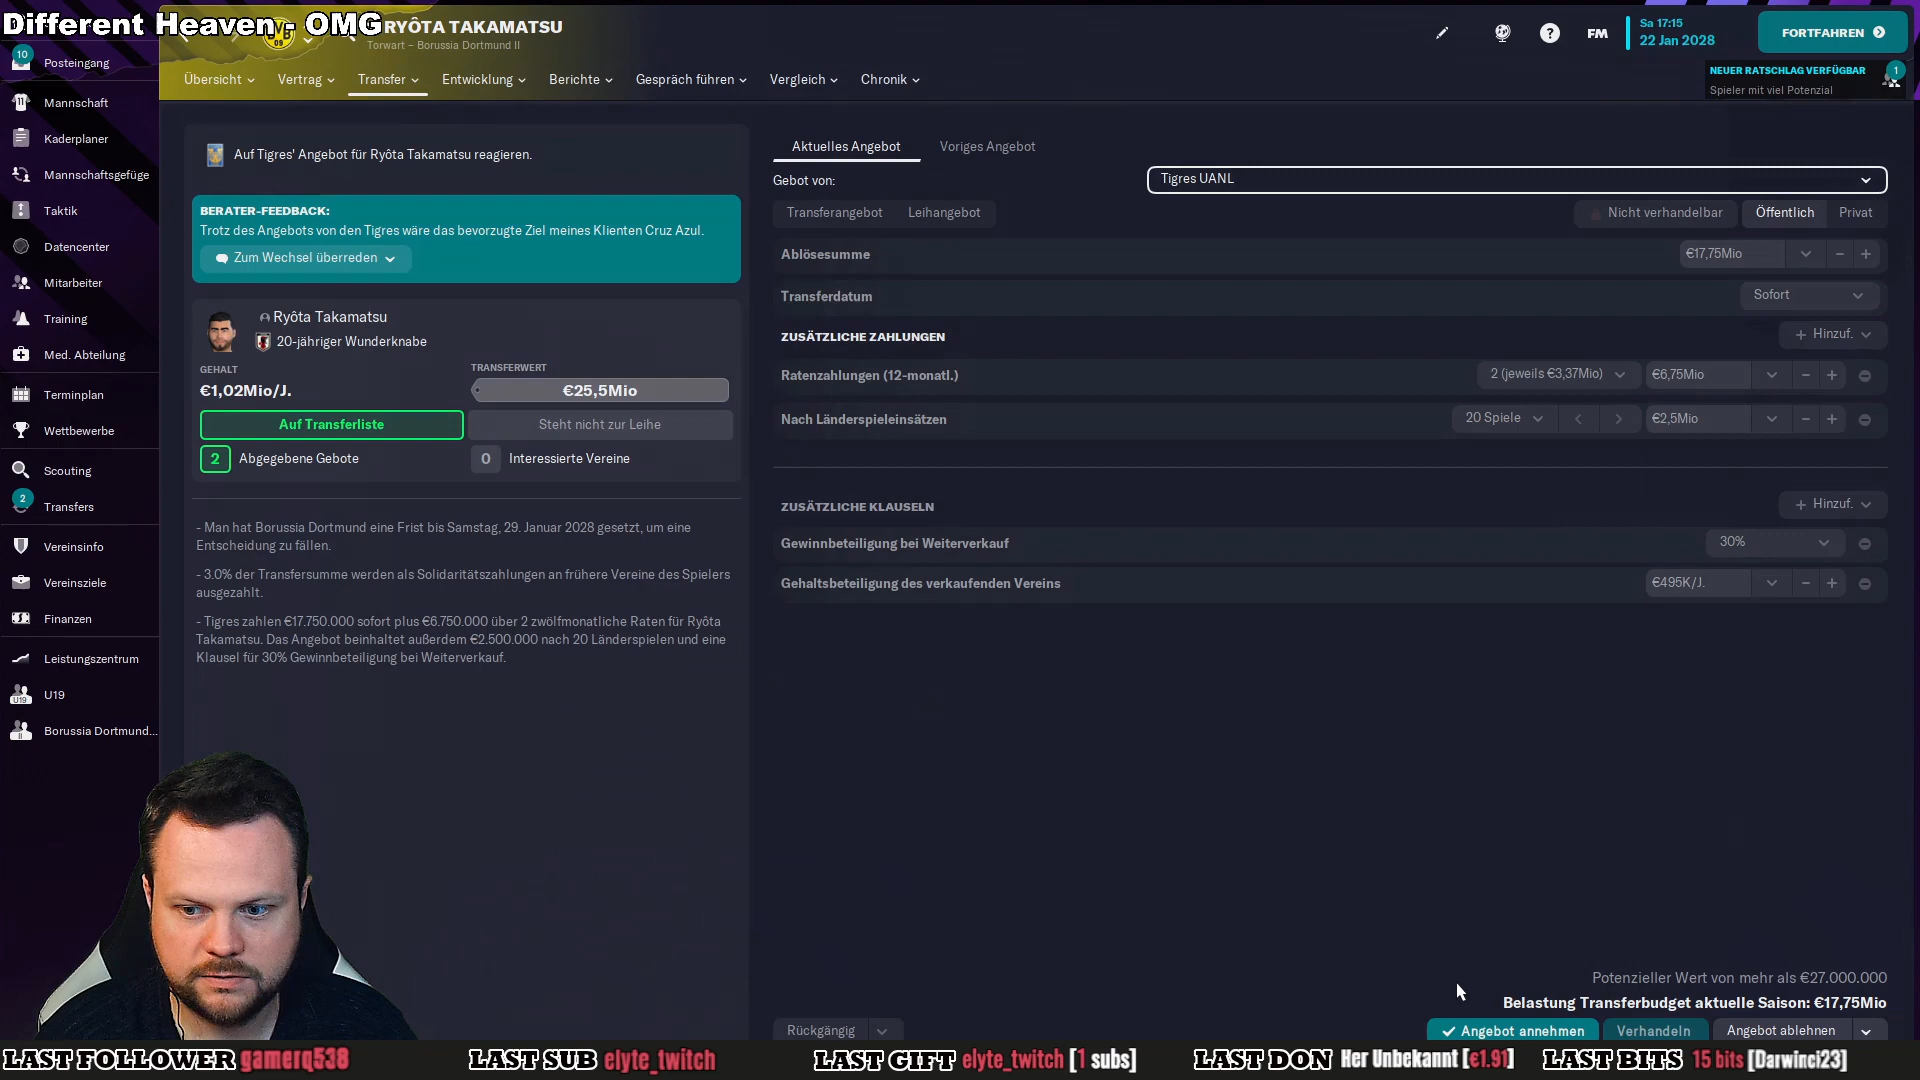 Different Heaven - OMG
RYÔTA TAKAMATSU
Torwart – Borussia Dortmund II
FM
Sa 17:15
22 Jan 2028
FORTFAHREN
NEUER RATSCHLAG VERFÜGBAR
1
Spieler mit viel Potenzial
Übersicht
Vertrag
Transfer
Entwicklung
Berichte
Gespräch führen
Vergleich
Chronik
10
Posteingang
Mannschaft
Kaderplaner
Mannschaftsgefüge
Taktik
Datencenter
Mitarbeiter
Training
Med. Abteilung
Terminplan
Wettbewerbe
Scouting
2
Transfers
Vereinsinfo
Vereinsziele
Finanzen
Leistungszentrum
U19
Borussia Dortmund...
Auf Tigres' Angebot für Ryôta Takamatsu reagieren.
BERATER-FEEDBACK:
Trotz des Angebots von den Tigres wäre das bevorzugte Ziel meines Klienten Cruz Azul.
Zum Wechsel überreden
Ryôta Takamatsu
20-jähriger Wunderknabe
GEHALT
€1,02Mio/J.
TRANSFERWERT
€25,5Mio
Auf Transferliste
Steht nicht zur Leihe
2 Abgegebene Gebote
0 Interessierte Vereine
- Man hat Borussia Dortmund eine Frist bis Samstag, 29. Januar 2028 gesetzt, um eine
Entscheidung zu fällen.
- 3.0% der Transfersumme werden als Solidaritätszahlungen an frühere Vereine des Spielers
ausgezahlt.
- Tigres zahlen €17.750.000 sofort plus €6.750.000 über 2 zwölfmonatliche Raten für Ryôta
Takamatsu. Das Angebot beinhaltet außerdem €2.500.000 nach 20 Länderspielen und eine
Klausel für 30% Gewinnbeteiligung bei Weiterverkauf.
Aktuelles Angebot
Voriges Angebot
Gebot von:
Tigres UANL
Transferangebot
Leihangebot
Nicht verhandelbar
Öffentlich
Privat
Ablösesumme
€17,75Mio
Transferdatum
Sofort
ZUSÄTZLICHE ZAHLUNGEN
Hinzuf.
Ratenzahlungen (12-monatl.)
2 (jeweils €3,37Mio)
€6,75Mio
Nach Länderspieleinsätzen
20 Spiele
€2,5Mio
ZUSÄTZLICHE KLAUSELN
Hinzuf.
Gewinnbeteiligung bei Weiterverkauf
30%
Gehaltsbeteiligung des verkaufenden Vereins
€495K/J.
Potenzieller Wert von mehr als €27.000.000
Belastung Transferbudget aktuelle Saison: €17,75Mio
Rückgängig
Angebot annehmen
Verhandeln
Angebot ablehnen
LAST FOLLOWER gamerq538
LAST SUB elyte_twitch
LAST GIFT elyte_twitch [1 subs]
LAST DON Her Unbekannt [€1.91]
LAST BITS 15 bits [Darwinci23]